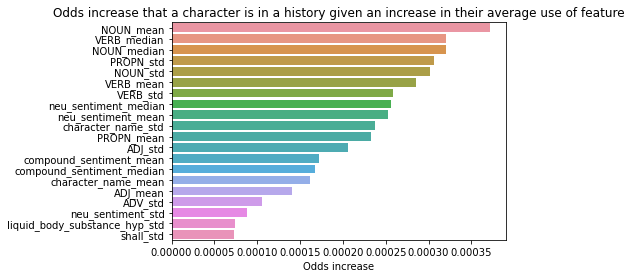 Odds increase that a character is in a history given an increase in their average use of feature
NOUN_mean
VERB_median
NOUN_median
PROPN_std
NOUN_std
VERB_mean
VERB_std
neu_sentiment_median
neu_sentiment_mean
character_name_std
PROPN_mean
ADJ_std
compound_sentiment_mean
compound_sentiment_median
character_name_mean
ADJ_mean
ADV_std
neu_sentiment_std
liquid_body_substance_hyp_std
shall_std
0.00000 0.00005 0.00010 0.00015 0.00020 0.00025 0.00030 0.00035
Odds increase